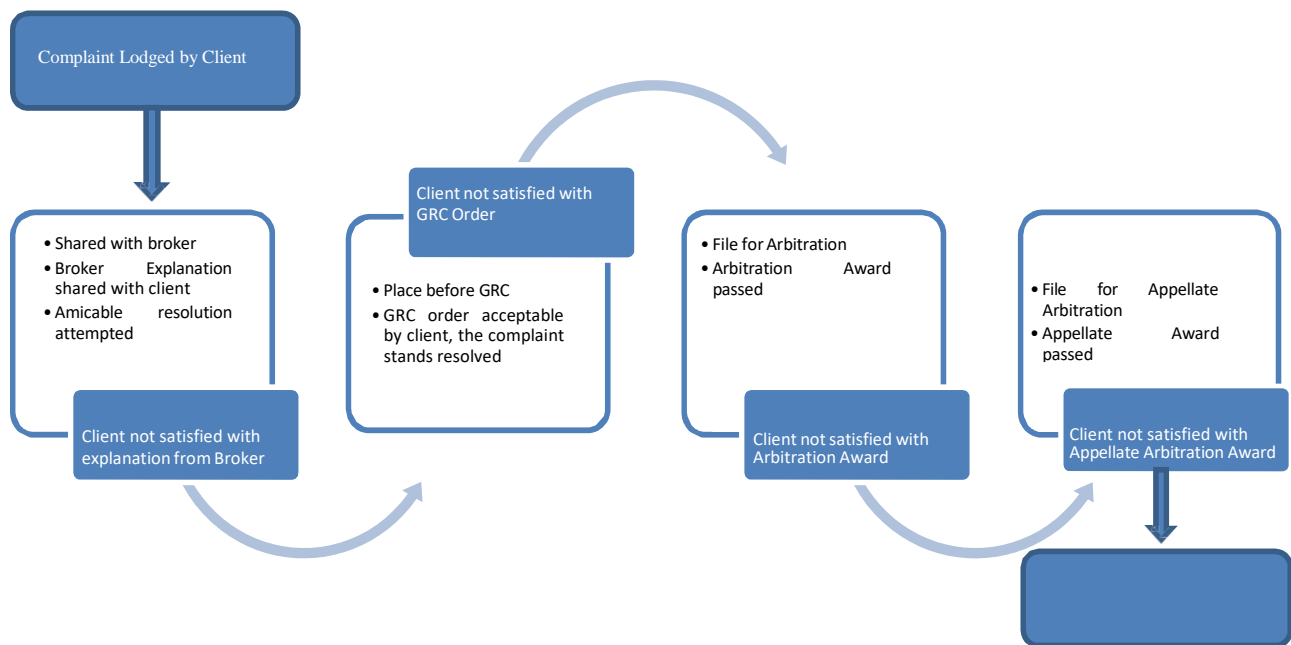 Complaint Lodged by Client
• Shared with broker
• Broker Explanation
shared with client
• Amicable resolution
attempted
Client not satisfied with
explanation from Broker
Client not satisfied with
GRC Order
• Place before GRC
• GRC order acceptable
by client, the complaint
stands resolved
• File for Arbitration
• Arbitration Award
passed
Client not satisfied with
Arbitration Award
• File for Appellate
Arbitration
• Appellate Award
passed
Client not satisfied with
Appellate Arbitration Award